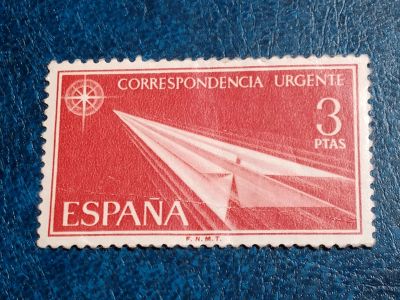 CORRESPONDENCIA URGENTE
3
PTAS
ESPAÑA
F.N.M.T.